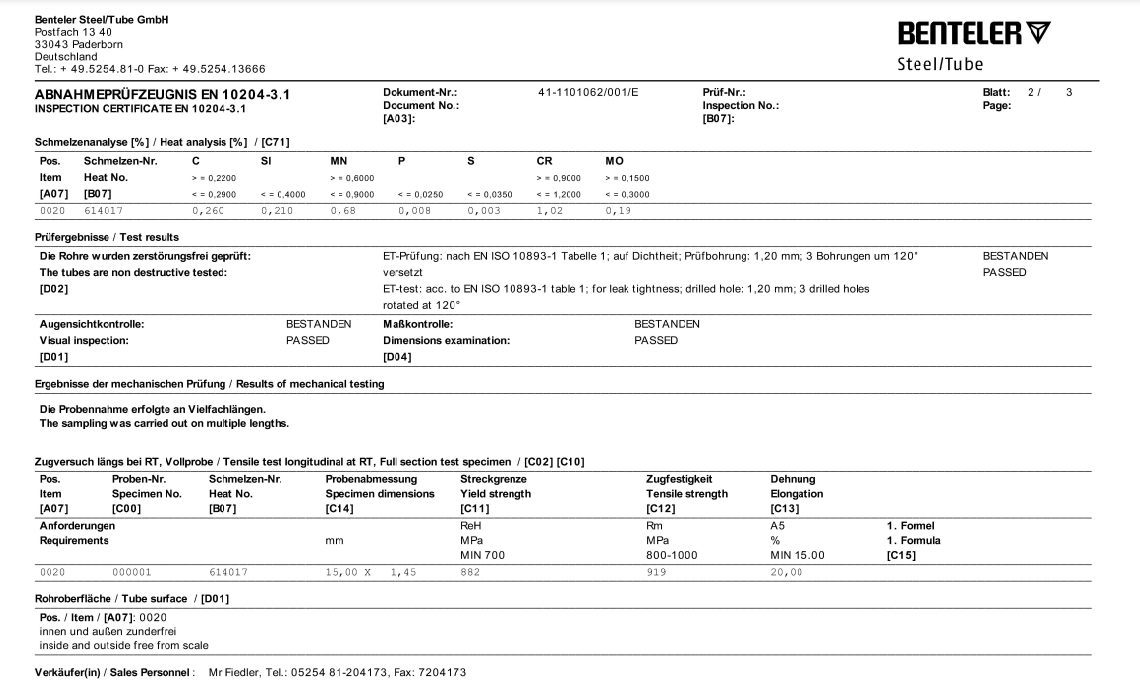 Benteler Steel/Tube GmbH
Postfach 13 40
33043 Paderborn
Deutschland
Tel.: + 49.5254.81-0 Fax: + 49.5254.13666
BENTELER
Steel/Tube
ABNAHMEPRÜFZEUGNIS EN 10204-3.1
INSPECTION CERTIFICATE EN 10204-3.1
Dokument-Nr.: 41-1101062/001/E
Document No.:
[A03]:
Prüf-Nr.:
Inspection No.:
[B07]:
Blatt: 2 / 3
Page:
Schmelzenanalyse [%] / Heat analysis [%] / [C71]
Pos. Schmelzen-Nr. C SI MN P S CR MO
Item Heat No. > = 0,2200 > = 0,6000 > = 0,9000 > = 0,1500
[A07] [B07] < = 0,2900 < = 0,4000 < = 0,9000 < = 0,0250 < = 0,0350 < = 1,2000 < = 0,3000
0020 614017 0,260 0,210 0,68 0,008 0,003 1,02 0,19
Prüfergebnisse / Test results
Die Rohre wurden zerstörungsfrei geprüft: ET-Prüfung: nach EN ISO 10893-1 Tabelle 1; auf Dichtheit; Prüfbohrung: 1,20 mm; 3 Bohrungen um 120° BESTANDEN
The tubes are non destructive tested: versetzt PASSED
[D02] ET-test: acc. to EN ISO 10893-1 table 1; for leak tightness; drilled hole: 1,20 mm; 3 drilled holes
rotated at 120°
Augensichtkontrolle: BESTANDEN Maßkontrolle: BESTANDEN
Visual inspection: PASSED Dimensions examination: PASSED
[D01] [D04]
Ergebnisse der mechanischen Prüfung / Results of mechanical testing
Die Probennahme erfolgte an Vielfachlängen.
The sampling was carried out on multiple lengths.
Zugversuch längs bei RT, Vollprobe / Tensile test longitudinal at RT, Full section test specimen / [C02] [C10]
Pos. Proben-Nr. Schmelzen-Nr. Probenabmessung Streckgrenze Zugfestigkeit Dehnung
Item Specimen No. Heat No. Specimen dimensions Yield strength Tensile strength Elongation
[A07] [C00] [B07] [C14] [C11] [C12] [C13]
Anforderungen ReH Rm A5 1. Formel
Requirements mm MPa MPa % 1. Formula
MIN 700 800-1000 MIN 15.00 [C15]
0020 000001 614017 15,00 X 1,45 882 919 20,00
Rohroberfläche / Tube surface / [D01]
Pos. / Item / [A07]: 0020
innen und außen zunderfrei
inside and outside free from scale
Verkäufer(in) / Sales Personnel : Mr Fiedler, Tel.: 05254 81-204173, Fax: 7204173